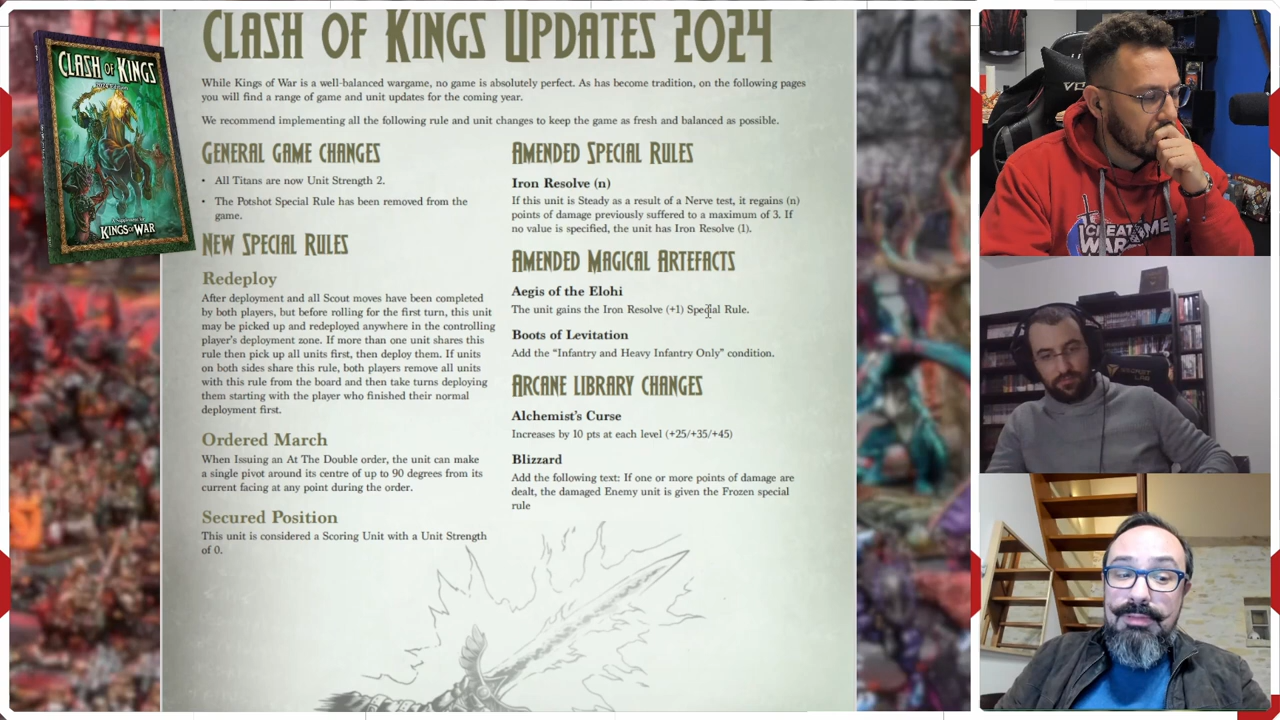 CLASH OF KINGS UPDATES 2024
While Kings of War is a well-balanced wargame, no game is absolutely perfect. As has become tradition, on the following pages
you will find a range of game and unit updates for the coming year.
We recommend implementing all the following rule and unit changes to keep the game as fresh and balanced as possible.
GENERAL GAME CHANGES
• All Titans are now Unit Strength 2.
• The Potshot Special Rule has been removed from the
game.
NEW SPECIAL RULES
Redeploy
After deployment and all Scout moves have been completed
by both players, but before rolling for the first turn, this unit
may be picked up and redeployed anywhere in the controlling
player's deployment zone. If more than one unit shares this
rule then pick up all units first, then deploy them. If units
on both sides share this rule, both players remove all units
with this rule from the board and then take turns deploying
them starting with the player who finished their normal
deployment first.
Ordered March
When Issuing an At The Double order, the unit can make
a single pivot around its centre of up to 90 degrees from its
current facing at any point during the order.
Secured Position
This unit is considered a Scoring Unit with a Unit Strength
of 0.
AMENDED SPECIAL RULES
Iron Resolve (n)
If this unit is Steady as a result of a Nerve test, it regains (n)
points of damage previously suffered to a maximum of 3. If
no value is specified, the unit has Iron Resolve (1).
AMENDED MAGICAL ARTEFACTS
Aegis of the Elohi
The unit gains the Iron Resolve (+1) Special Rule.
Boots of Levitation
Add the "Infantry and Heavy Infantry Only" condition.
ARCANE LIBRARY CHANGES
Alchemist's Curse
Increases by 10 pts at each level (+25/+35/+45)
Blizzard
Add the following text: If one or more points of damage are
dealt, the damaged Enemy unit is given the Frozen special
rule
CLASH OF KINGS
KINGS OF WAR